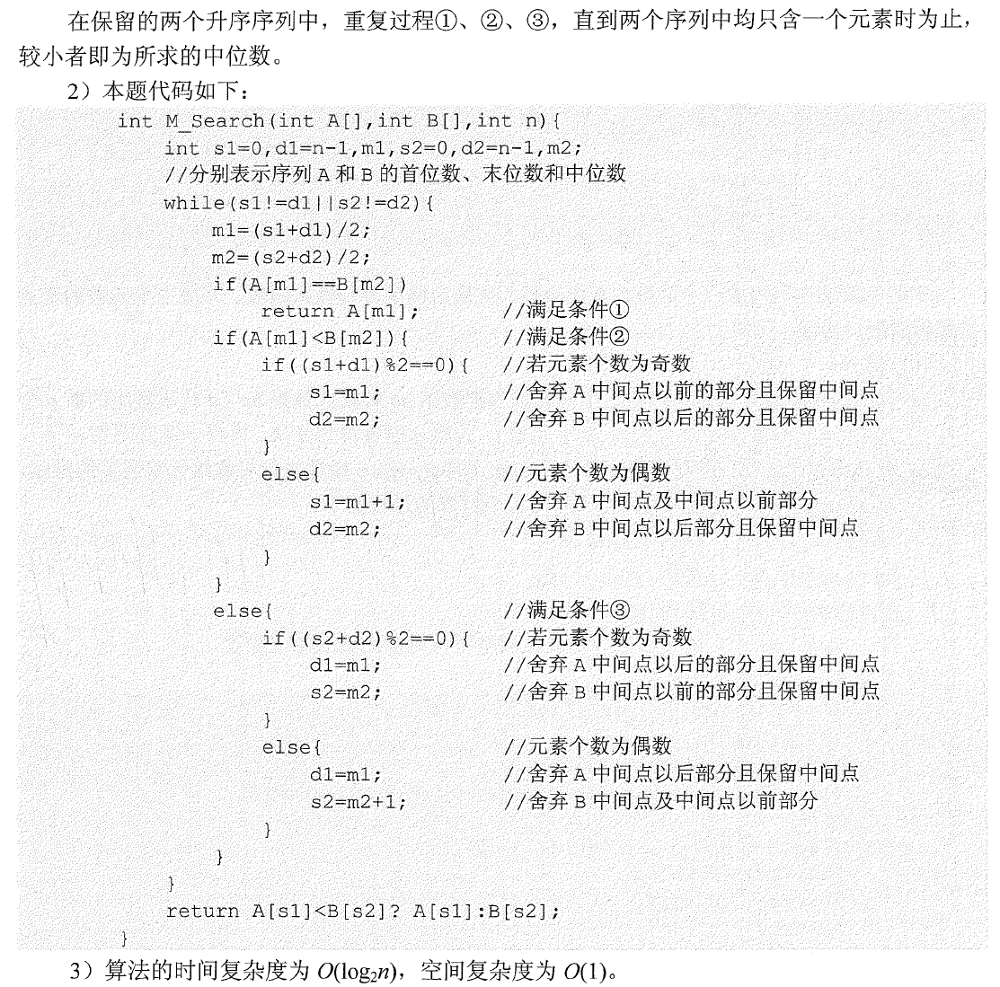 在保留的两个升序序列中，重复过程①、②、③，直到两个序列中均只含一个元素时为止，
较小者即为所求的中位数。
2）本题代码如下：
int M_Search(int A[],int B[],int n){
int s1=0,d1=n-1,m1,s2=0,d2=n-1,m2;
//分别表示序列 A 和 B 的首位数、末位数和中位数
while(s1!=d1||s2!=d2){
m1=(s1+d1)/2;
m2=(s2+d2)/2;
if(A[m1]==B[m2])
return A[m1]; //满足条件①
if(A[m1]<B[m2]){ //满足条件②
if((s1+d1)%2==0){ //若元素个数为奇数
s1=m1; //舍弃 A 中间点以前的部分且保留中间点
d2=m2; //舍弃 B 中间点以后的部分且保留中间点
}
else{ //元素个数为偶数
s1=m1+1; //舍弃 A 中间点及中间点以前部分
d2=m2; //舍弃 B 中间点以后部分且保留中间点
}
}
else{ //满足条件③
if((s2+d2)%2==0){ //若元素个数为奇数
d1=m1; //舍弃 A 中间点以后的部分且保留中间点
s2=m2; //舍弃 B 中间点以前的部分且保留中间点
}
else{ //元素个数为偶数
d1=m1; //舍弃 A 中间点以后部分且保留中间点
s2=m2+1; //舍弃 B 中间点及中间点以前部分
}
}
}
return A[s1]<B[s2]? A[s1]:B[s2];
}
3）算法的时间复杂度为 O(log₂n)，空间复杂度为 O(1)。